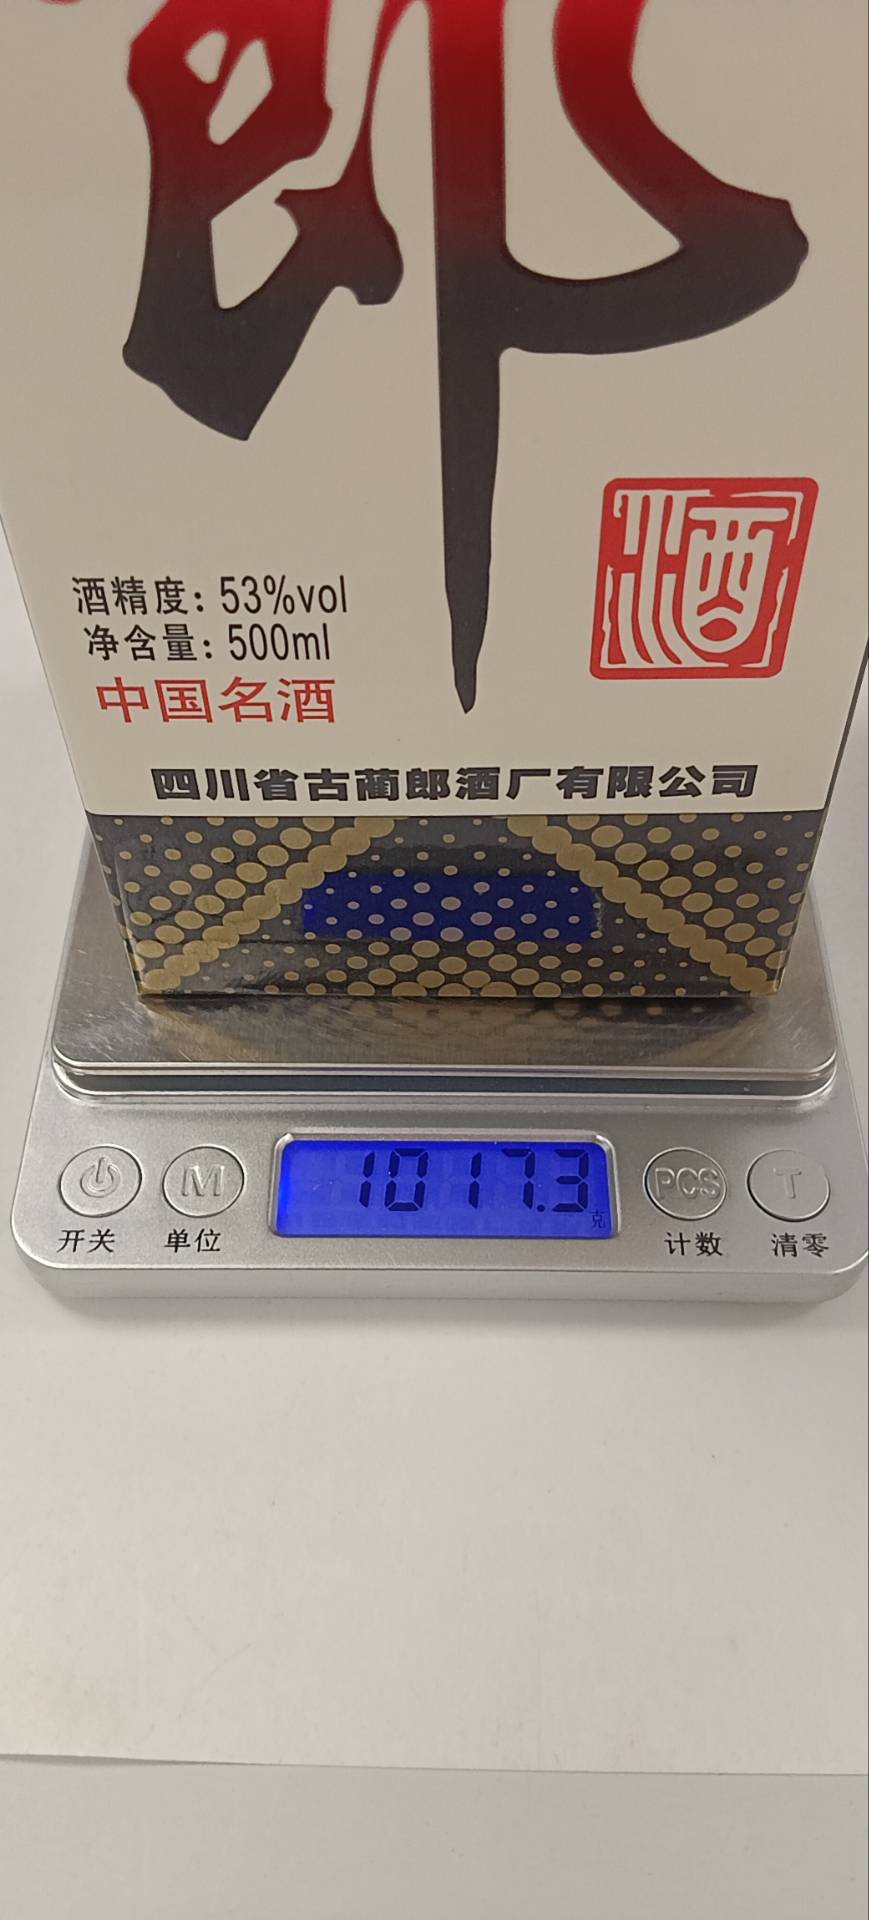 郎
酒
酒精度: 53%vol
净含量: 500ml
中国名酒
四川省古蔺郎酒厂有限公司
M 1017.3 克 PCS T
开关 单位 计数 清零